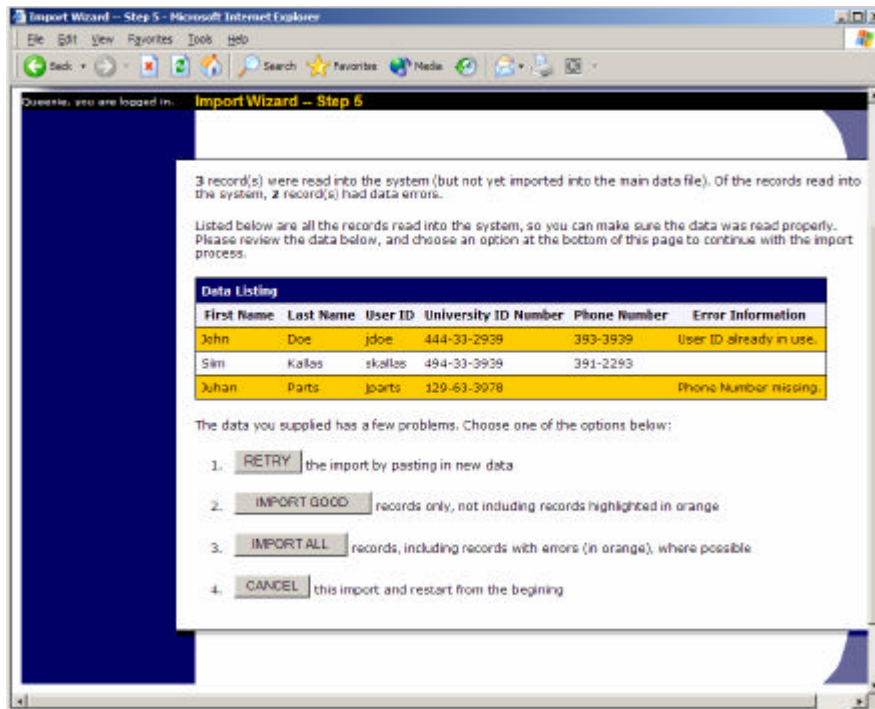 Import Wizard -- Step 5 - Microsoft Internet Explorer
File Edit View Favorites Tools Help
Back Search Favorites Media
Queenie, you are logged in. Import Wizard -- Step 5
3 record(s) were read into the system (but not yet imported into the main data file). Of the records read into
the system, 2 record(s) had data errors.
Listed below are all the records read into the system, so you can make sure the data was read properly.
Please review the data below, and choose an option at the bottom of this page to continue with the import
process.
Data Listing
First Name Last Name User ID University ID Number Phone Number Error Information
John Doe jdoe 444-33-2939 393-3939 User ID already in use.
Siim Kallas skallas 494-33-3939 391-2293
Juhan Parts jparts 129-63-3978 Phone Number missing.
The data you supplied has a few problems. Choose one of the options below:
1. RETRY the import by pasting in new data
2. IMPORT GOOD records only, not including records highlighted in orange
3. IMPORT ALL records, including records with errors (in orange), where possible
4. CANCEL this import and restart from the begining